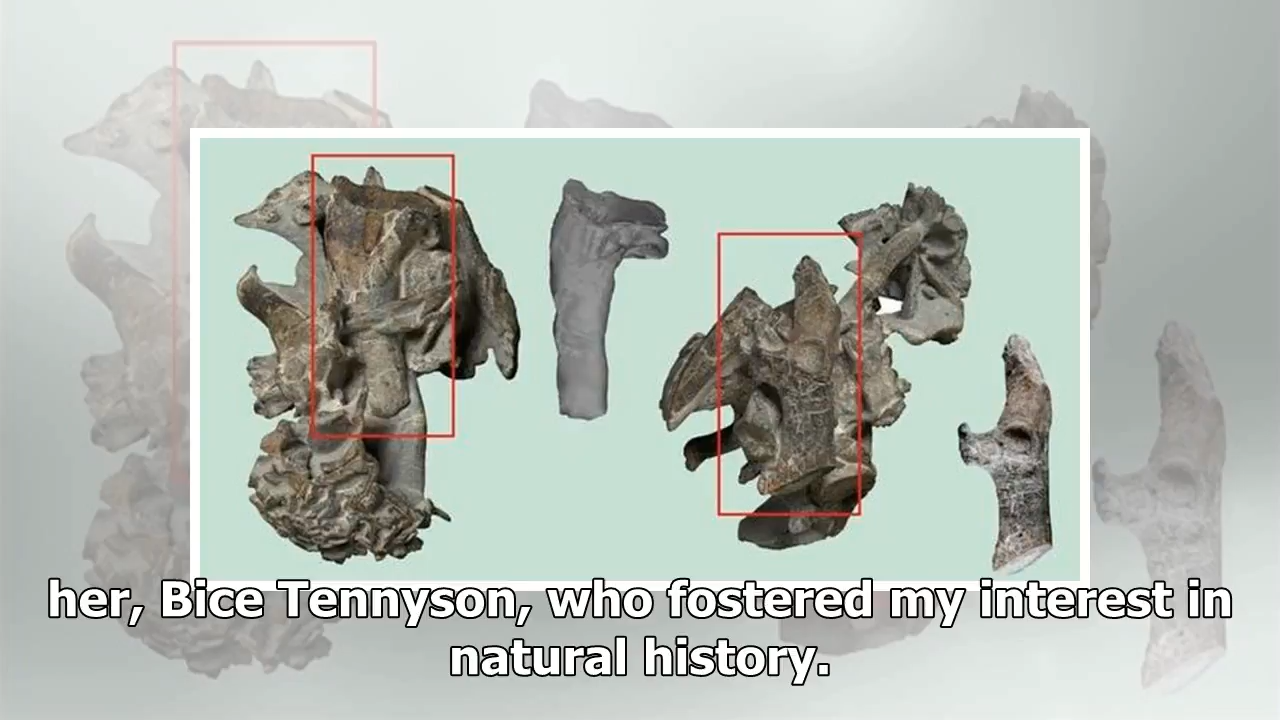 her, Bice Tennyson, who fostered my interest in
natural history.